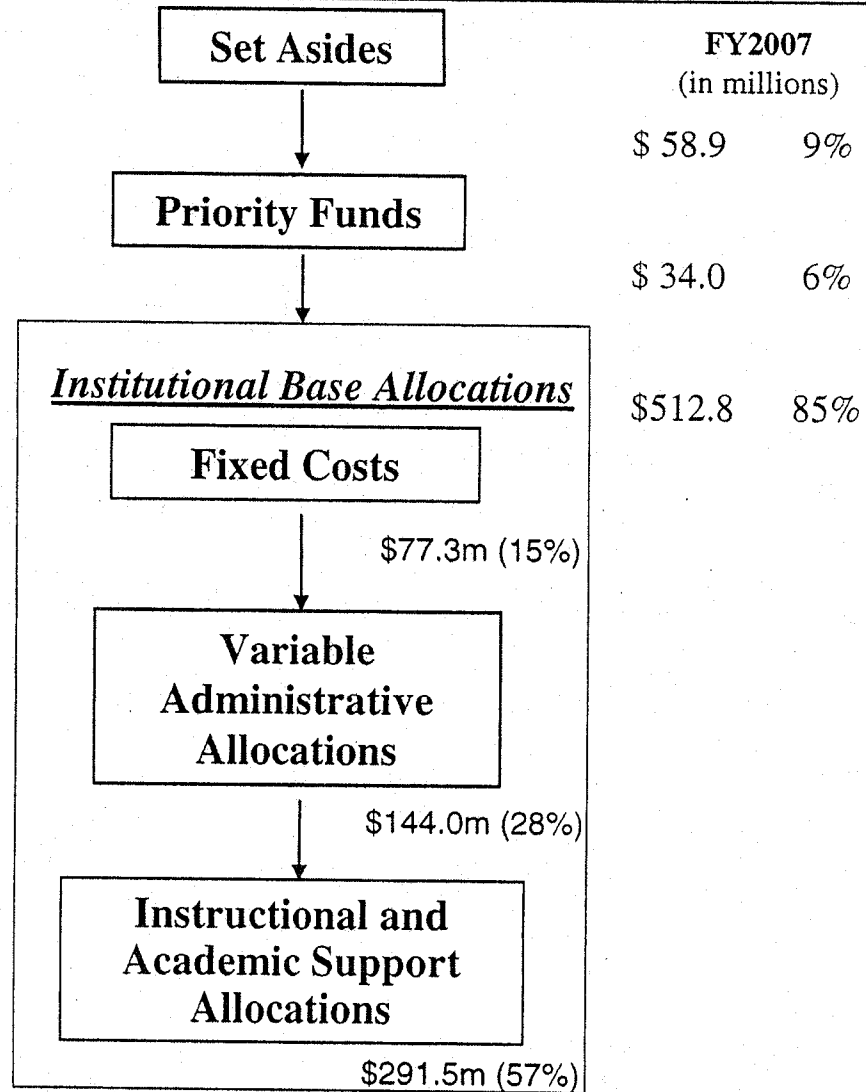 Set Asides
FY2007
(in millions)
$ 58.9 9%
Priority Funds
$ 34.0 6%
Institutional Base Allocations
$512.8 85%
Fixed Costs
$77.3m (15%)
Variable
Administrative
Allocations
$144.0m (28%)
Instructional and
Academic Support
Allocations
$291.5m (57%)